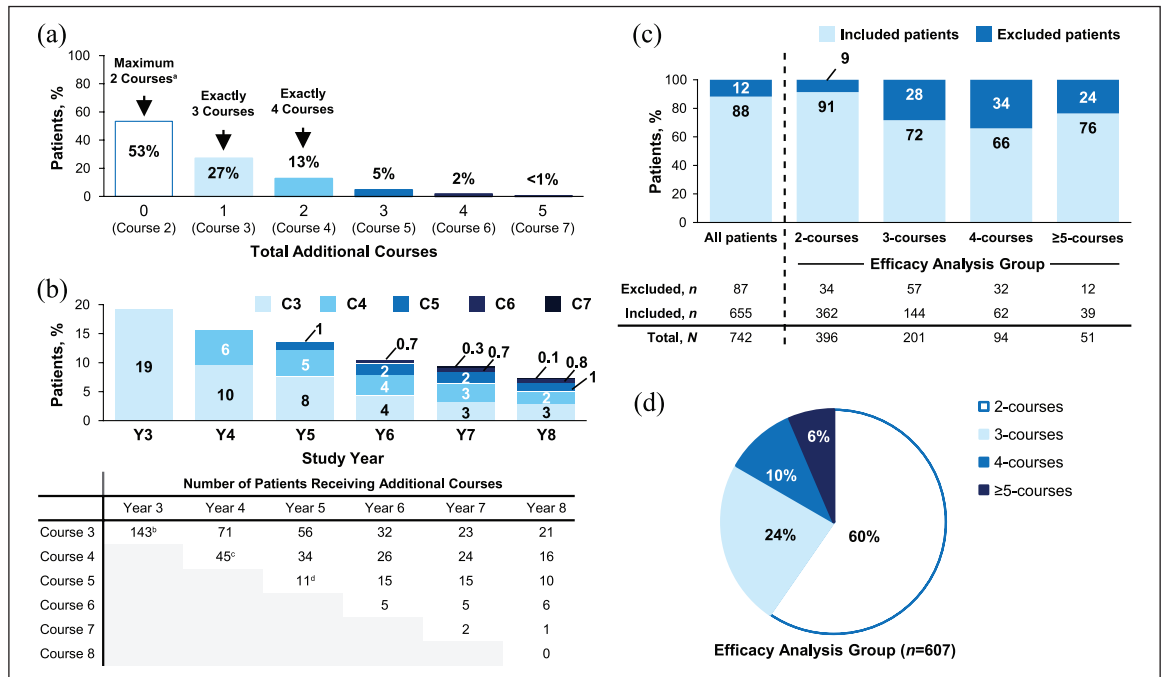 (a)
100
80
60
40
20
0
Patients, %
Maximum
2 Coursesᵃ
Exactly
3 Courses
Exactly
4 Courses
53%
27%
13%
5%
2%
<1%
0 1 2 3 4 5
(Course 2) (Course 3) (Course 4) (Course 5) (Course 6) (Course 7)
Total Additional Courses
(b)
C3 C4 C5 C6 C7
20
15
10
5
0
Patients, %
19
6
10
1
5
8
0.7
2
4
4
0.3
0.7
2
3
3
0.1
0.8
1
2
3
Y3 Y4 Y5 Y6 Y7 Y8
Study Year
Number of Patients Receiving Additional Courses
Year 3 Year 4 Year 5 Year 6 Year 7 Year 8
Course 3 143ᵇ 71 56 32 23 21
Course 4 45ᶜ 34 26 24 16
Course 5 11ᵈ 15 15 10
Course 6 5 5 6
Course 7 2 1
Course 8 0
(c)
Included patients Excluded patients
100
80
60
40
20
0
Patients, %
12
88
9
91
28
72
34
66
24
76
All patients 2-courses 3-courses 4-courses ≥5-courses
Efficacy Analysis Group
Excluded, n 87 34 57 32 12
Included, n 655 362 144 62 39
Total, N 742 396 201 94 51
(d)
2-courses
3-courses
4-courses
≥5-courses
6%
10%
24%
60%
Efficacy Analysis Group (n=607)